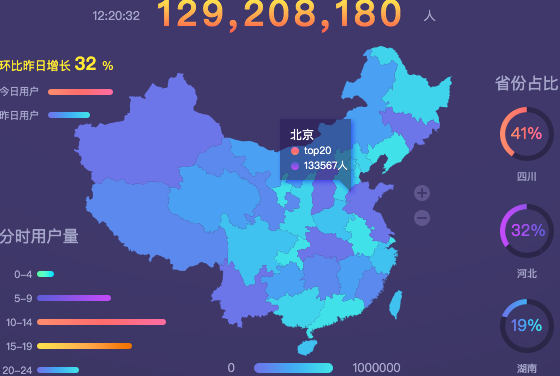 12:20:32 129,208,180 人
环比昨日增长 32 %
今日用户
昨日用户
省份占比
41%
四川
北京
top20
133567人
+
−
32%
河北
分时用户量
0–4
5–9
10–14
15–19
20–24
19%
湖南
0 1000000